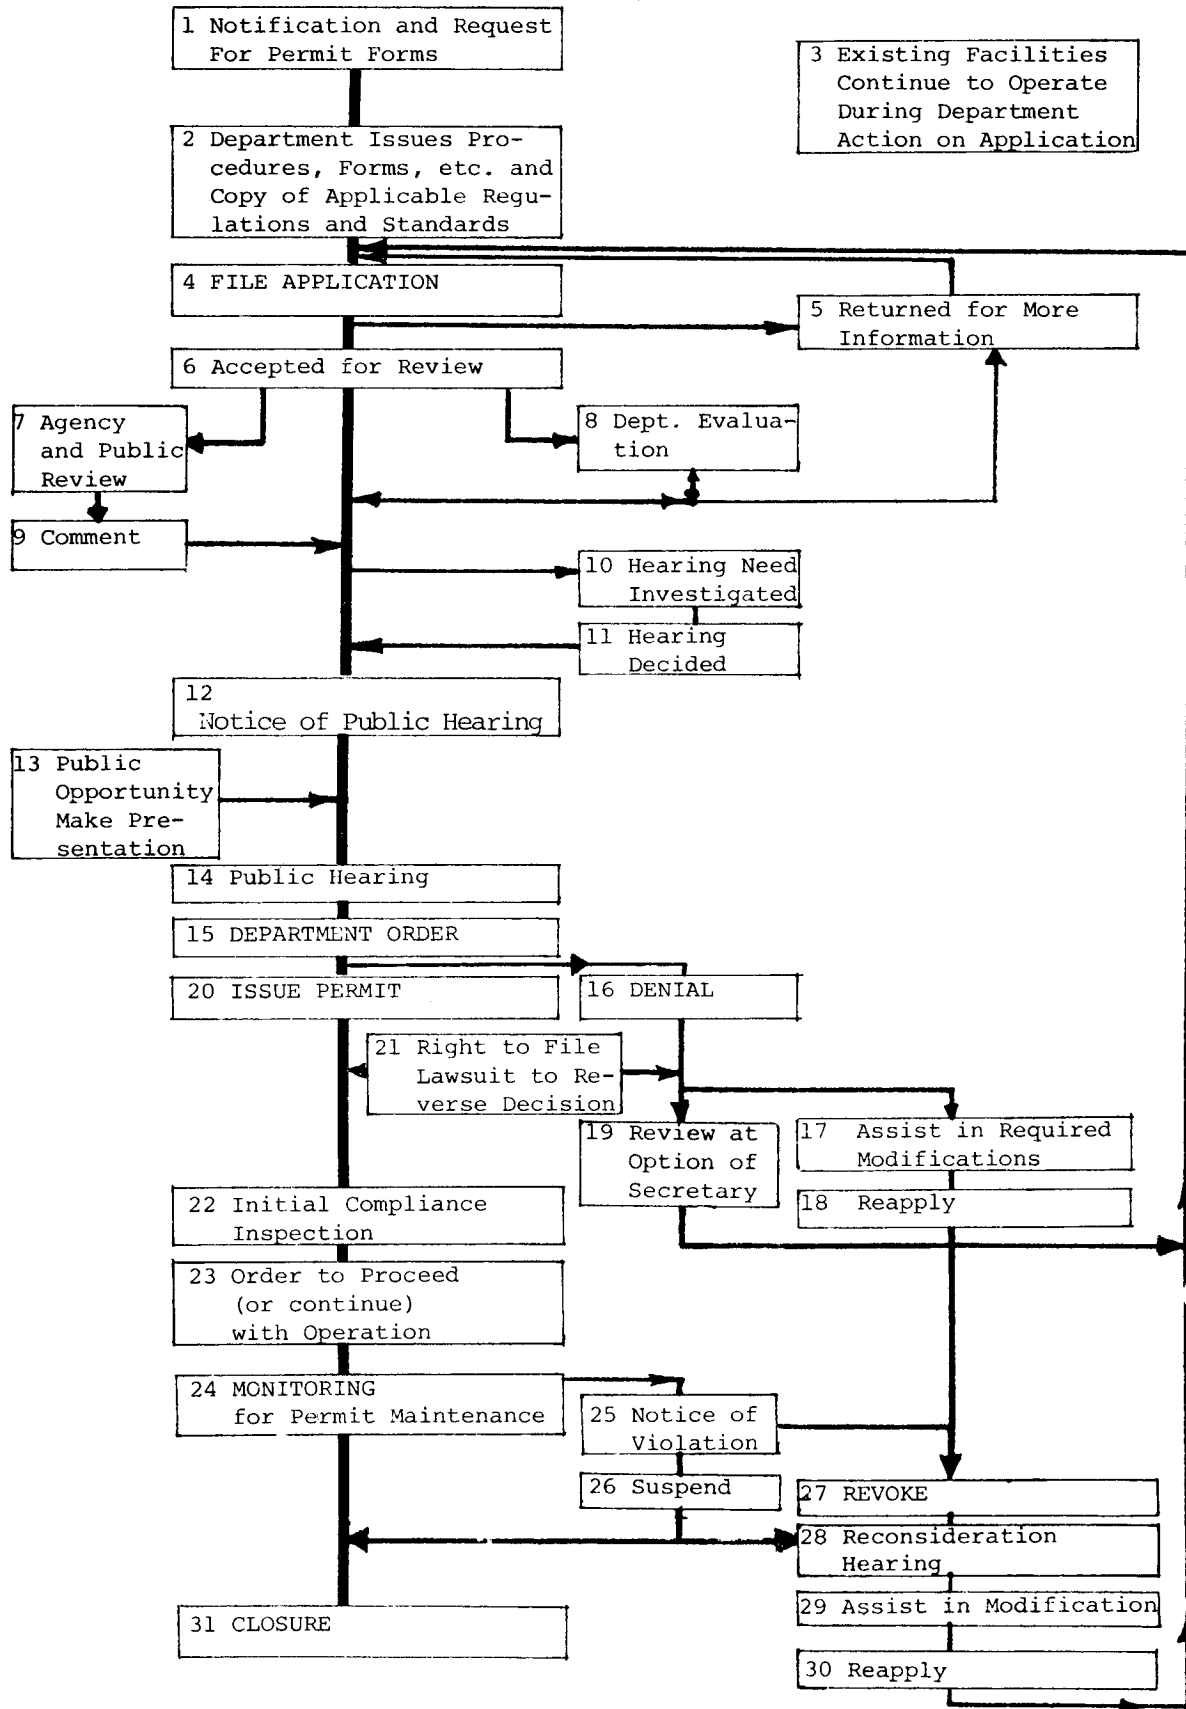 1 Notification and Request
For Permit Forms
3 Existing Facilities
Continue to Operate
During Department
Action on Application
2 Department Issues Pro-
cedures, Forms, etc. and
Copy of Applicable Regu-
lations and Standards
4 FILE APPLICATION
5 Returned for More
Information
6 Accepted for Review
7 Agency
and Public
Review
8 Dept. Evalua-
tion
9 Comment
10 Hearing Need
Investigated
11 Hearing
Decided
12
Notice of Public Hearing
13 Public
Opportunity
Make Pre-
sentation
14 Public Hearing
15 DEPARTMENT ORDER
20 ISSUE PERMIT
16 DENIAL
21 Right to File
Lawsuit to Re-
verse Decision
19 Review at
Option of
Secretary
17 Assist in Required
Modifications
18 Reapply
22 Initial Compliance
Inspection
23 Order to Proceed
(or continue)
with Operation
24 MONITORING
for Permit Maintenance
25 Notice of
Violation
26 Suspend
27 REVOKE
28 Reconsideration
Hearing
29 Assist in Modification
30 Reapply
31 CLOSURE